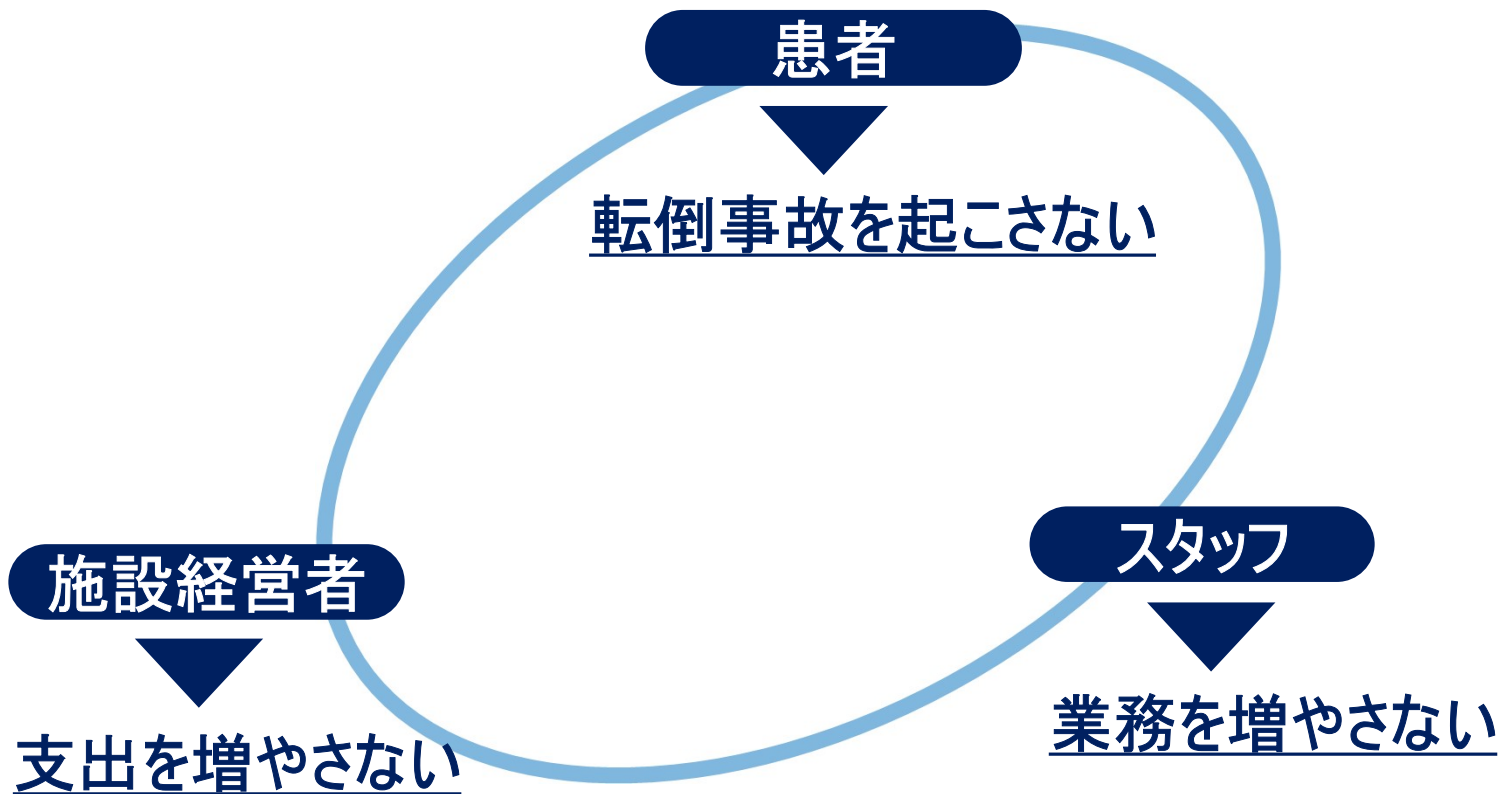 患者
転倒事故を起こさない
スタッフ
業務を増やさない
施設経営者
支出を増やさない